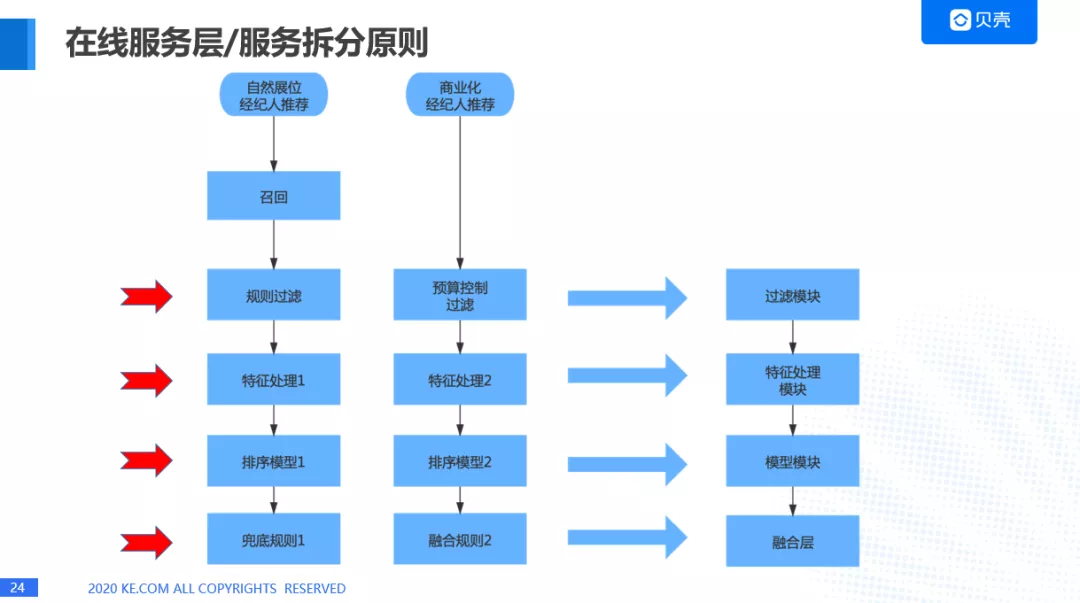 在线服务层/服务拆分原则
贝壳
自然展位
经纪人推荐
商业化
经纪人推荐
召回
规则过滤
预算控制
过滤
过滤模块
特征处理1
特征处理2
特征处理
模块
排序模型1
排序模型2
模型模块
兜底规则1
融合规则2
融合层
24
2020 KE.COM ALL COPYRIGHTS RESERVED